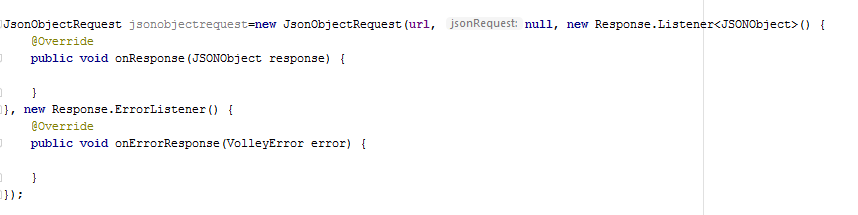 JsonObjectRequest jsonobjectrequest=new JsonObjectRequest(url, jsonRequest: null, new Response.Listener<JSONObject>() {
@Override
public void onResponse(JSONObject response) {
}
}, new Response.ErrorListener() {
@Override
public void onErrorResponse(VolleyError error) {
}
});